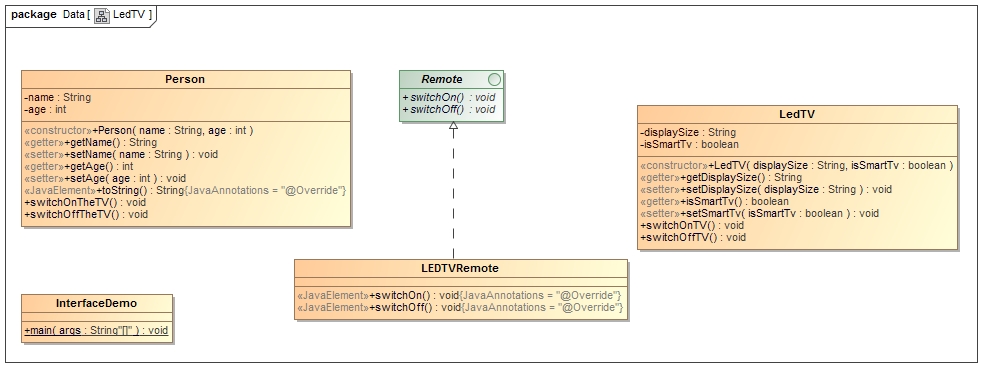 package Data [ LedTV ]
Person
-name : String
-age : int
«constructor»+Person( name : String, age : int )
«getter»+getName() : String
«setter»+setName( name : String ) : void
«getter»+getAge() : int
«setter»+setAge( age : int ) : void
«JavaElement»+toString() : String{JavaAnnotations = "@Override"}
+switchOnTheTV() : void
+switchOffTheTV() : void
Remote
+switchOn() : void
+switchOff() : void
LedTV
-displaySize : String
-isSmartTv : boolean
«constructor»+LedTV( displaySize : String, isSmartTv : boolean )
«getter»+getDisplaySize() : String
«setter»+setDisplaySize( displaySize : String ) : void
«getter»+isSmartTv() : boolean
«setter»+setSmartTv( isSmartTv : boolean ) : void
+switchOnTV() : void
+switchOffTV() : void
LEDTVRemote
«JavaElement»+switchOn() : void{JavaAnnotations = "@Override"}
«JavaElement»+switchOff() : void{JavaAnnotations = "@Override"}
InterfaceDemo
+main( args : String"[]" ) : void